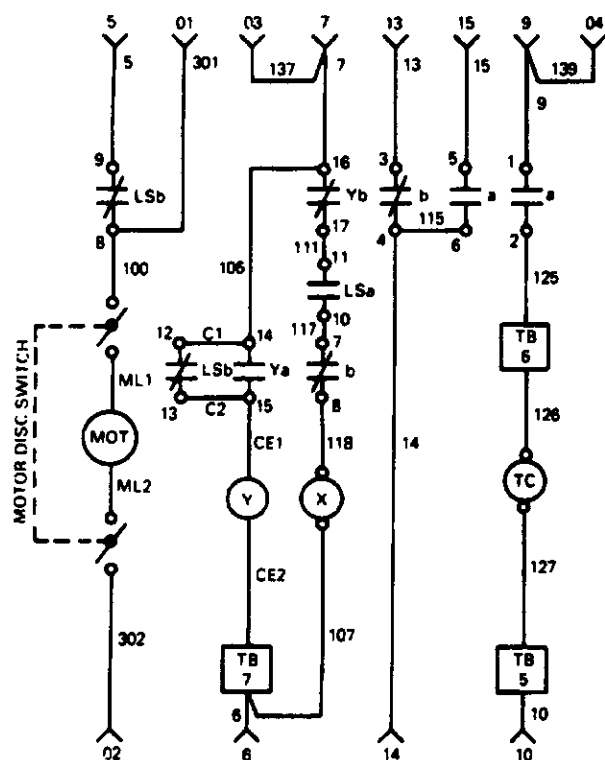 5 01 03 7 13 15 9 04
5 301 137 7 13 15 139
9
9 16 3 5 1
LSb Yb b a a
8 17 4 115 6 2
111 11
100 106 LSa 125
10
12 C1 14 117 7 TB 6
LSb Ya b
13 C2 15 8
ML1 126
MOTOR DISC SWITCH
CE1 118 14
MOT Y X TC
ML2
CE2 107 127
302
TB 7 TB 5
6 10
02 6 14 10